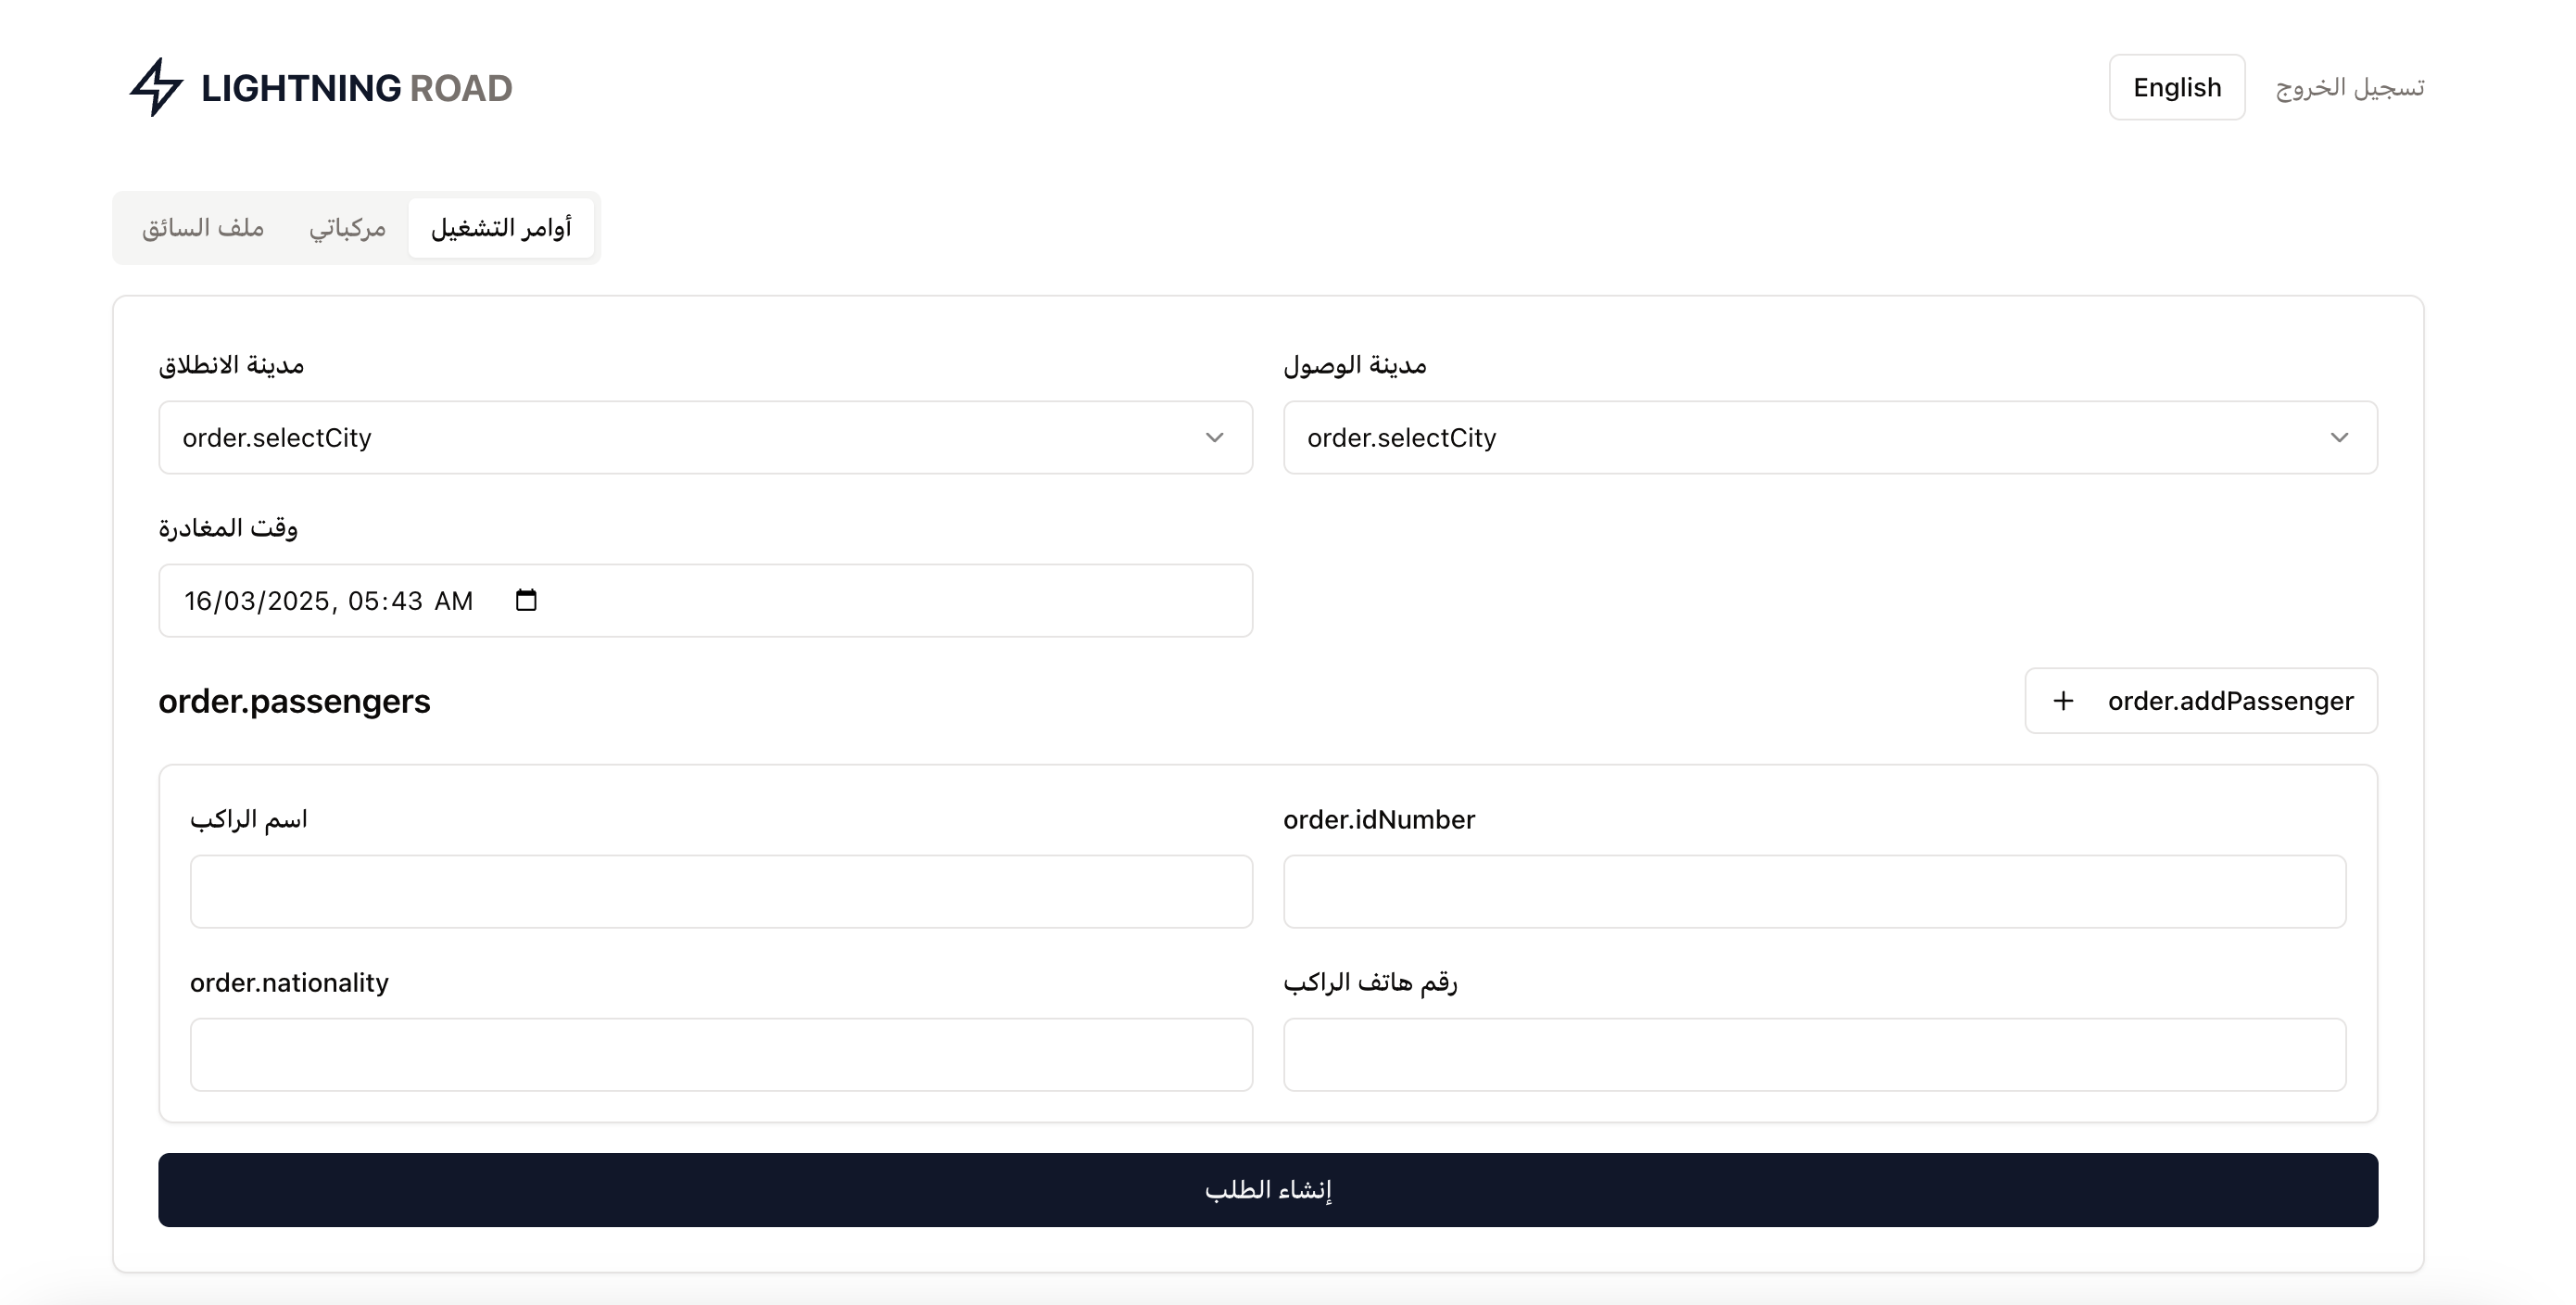 LIGHTNING ROAD
English
تسجيل الخروج
ملف السائق
مركباتي
أوامر التشغيل
مدينة الانطلاق
مدينة الوصول
order.selectCity
order.selectCity
وقت المغادرة
16/03/2025, 05:43 AM
order.passengers
+ order.addPassenger
اسم الراكب
order.idNumber
order.nationality
رقم هاتف الراكب
إنشاء الطلب